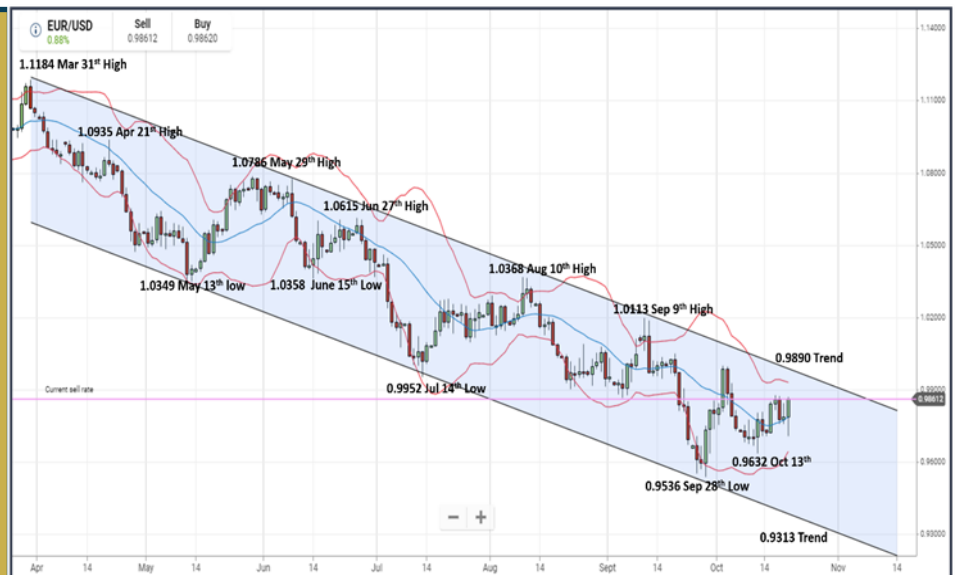 EUR/USD
0.88%
Sell
0.98612
Buy
0.98620
1.14000
1.1184 Mar 31st High
1.11000
1.0935 Apr 21st High
1.0786 May 29th High
1.08000
1.0615 Jun 27th High
1.05000
1.0368 Aug 10th High
1.0349 May 13th low
1.0358 June 15th Low
1.0113 Sep 9th High
1.02000
0.9890 Trend
0.9952 Jul 14th Low
Current sell rate
0.99000
0.98612
0.9632 Oct 13th
0.96000
0.9536 Sep 28th Low
− +
0.9313 Trend
0.93000
Apr 14 May 14 Jun 14 Jul 14 Aug 14 Sept 14 Oct 14 Nov 14